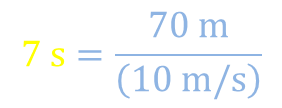 7 s = 70 m / (10 m/s)